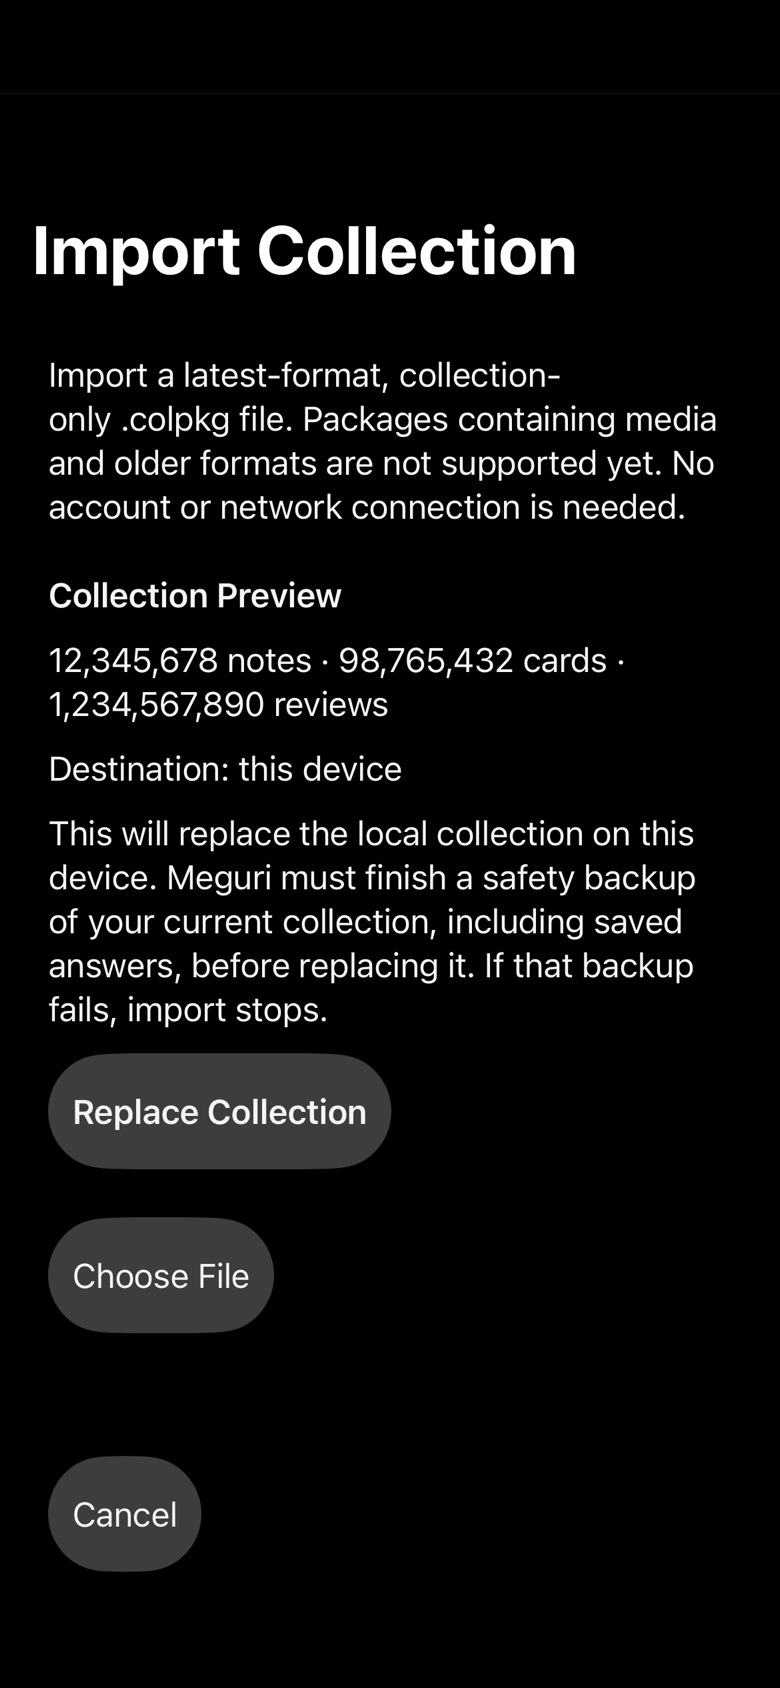 Import Collection
Import a latest-format, collection-
only .colpkg file. Packages containing media
and older formats are not supported yet. No
account or network connection is needed.
Collection Preview
12,345,678 notes · 98,765,432 cards ·
1,234,567,890 reviews
Destination: this device
This will replace the local collection on this
device. Meguri must finish a safety backup
of your current collection, including saved
answers, before replacing it. If that backup
fails, import stops.
Replace Collection
Choose File
Cancel